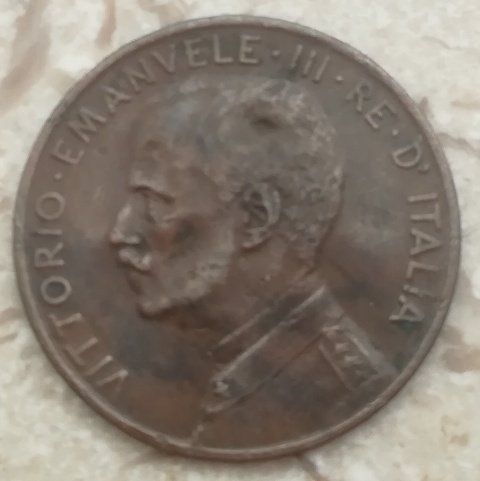 VITTORIO · EMANVELE · III · RE · D'ITALIA